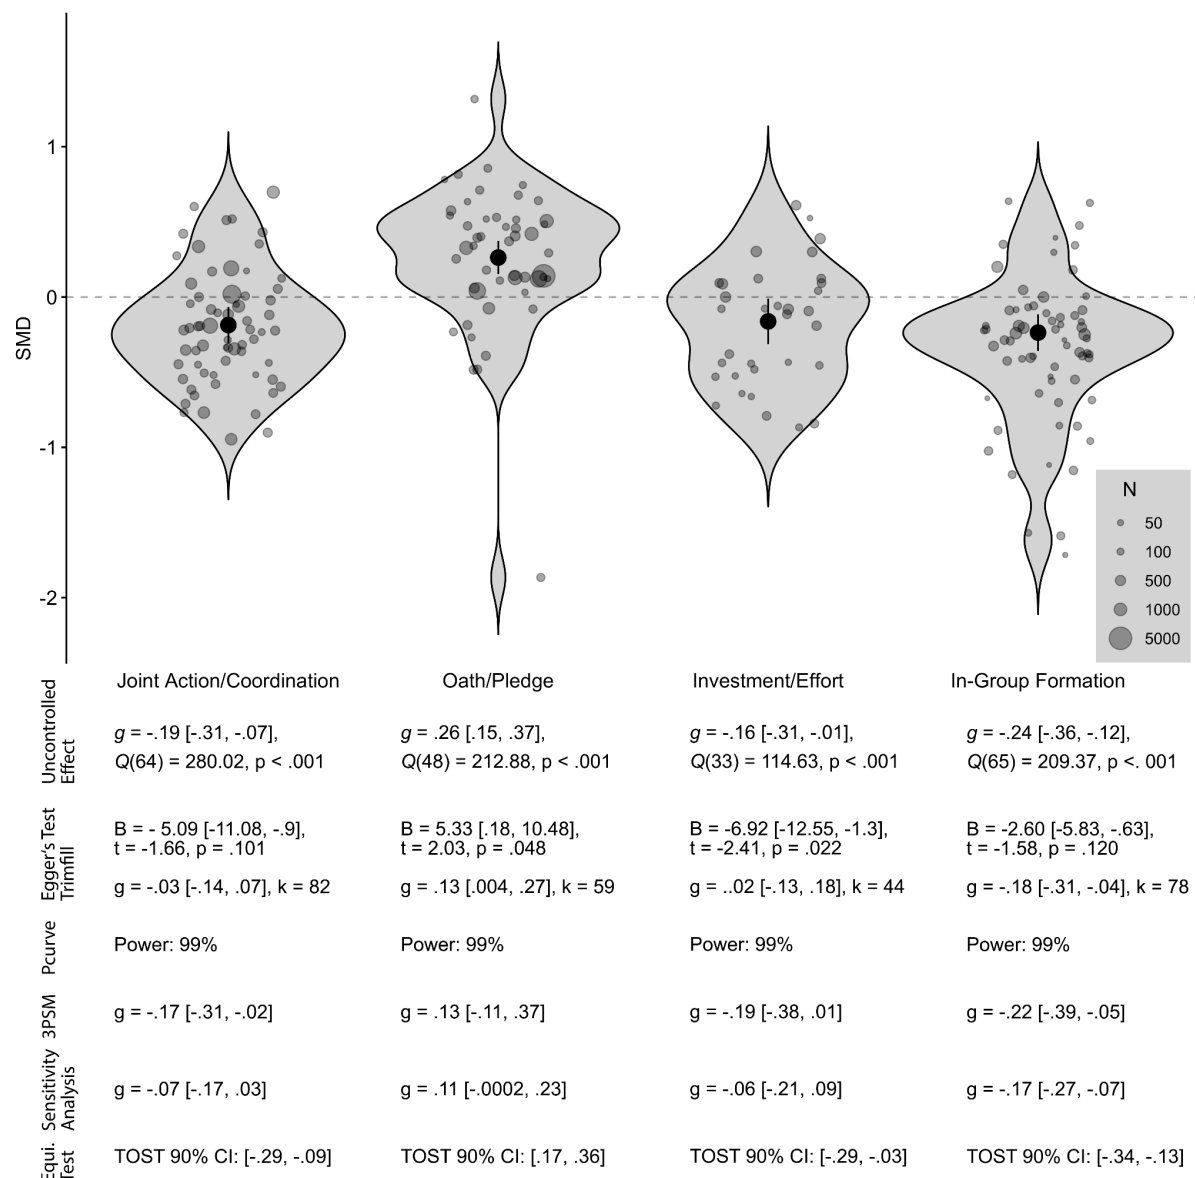 1
0
-1
-2
SMD
N
50
100
500
1000
5000
Joint Action/Coordination Oath/Pledge Investment/Effort In-Group Formation
Uncontrolled
Effect
g = -.19 [-.31, -.07], g = .26 [.15, .37], g = -.16 [-.31, -.01], g = -.24 [-.36, -.12],
Q(64) = 280.02, p < .001 Q(48) = 212.88, p < .001 Q(33) = 114.63, p < .001 Q(65) = 209.37, p <. 001
Egger's Test
Trimfill
B = - 5.09 [-11.08, -.9], B = 5.33 [.18, 10.48], B = -6.92 [-12.55, -1.3], B = -2.60 [-5.83, -.63],
t = -1.66, p = .101 t = 2.03, p = .048 t = -2.41, p = .022 t = -1.58, p = .120
g = -.03 [-.14, .07], k = 82 g = .13 [.004, .27], k = 59 g = ..02 [-.13, .18], k = 44 g = -.18 [-.31, -.04], k = 78
Pcurve
Power: 99% Power: 99% Power: 99% Power: 99%
3PSM
g = -.17 [-.31, -.02] g = .13 [-.11, .37] g = -.19 [-.38, .01] g = -.22 [-.39, -.05]
Sensitivity
Analysis
g = -.07 [-.17, .03] g = .11 [-.0002, .23] g = -.06 [-.21, .09] g = -.17 [-.27, -.07]
Equi.
Test
TOST 90% CI: [-.29, -.09] TOST 90% CI: [.17, .36] TOST 90% CI: [-.29, -.03] TOST 90% CI: [-.34, -.13]